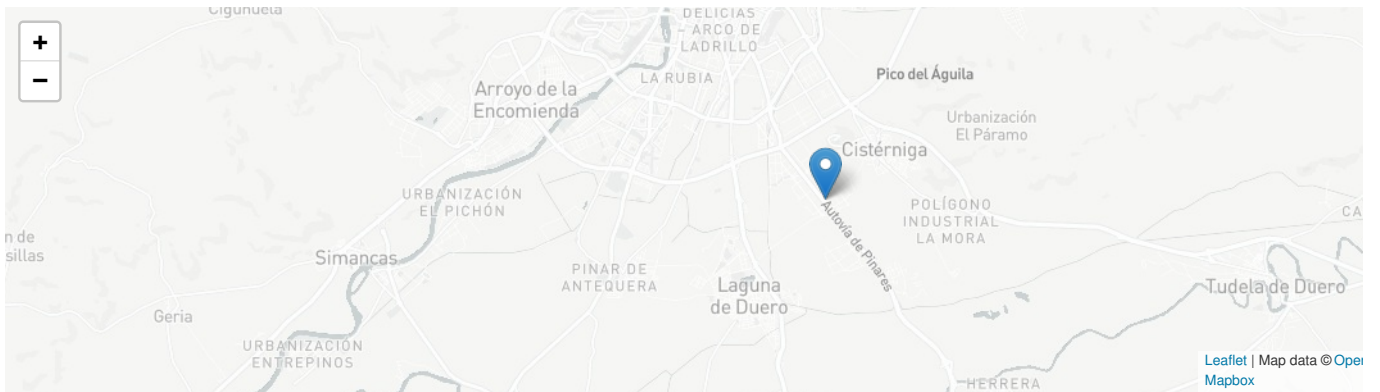 +
−
Ciguñuela
DELICIAS
– ARCO DE
LADRILLO
LA RUBIA
Pico del Águila
Arroyo de la
Encomienda
Urbanización
El Páramo
Cistérniga
URBANIZACIÓN
EL PICHÓN
POLÍGONO
INDUSTRIAL
LA MORA
CA
n de
sillas
Autovía de Pinares
Simancas
PINAR DE
ANTEQUERA
Laguna
de Duero
Tudela de Duero
Geria
URBANIZACIÓN
ENTREPINOS
HERRERA
Leaflet | Map data © Oper
Mapbox